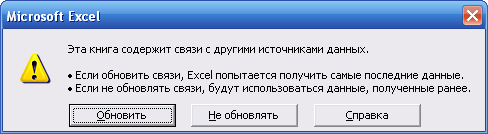 Microsoft Excel
Эта книга содержит связи с другими источниками данных.
• Если обновить связи, Excel попытается получить самые последние данные.
• Если не обновлять связи, будут использоваться данные, полученные ранее.
Обновить Не обновлять Справка